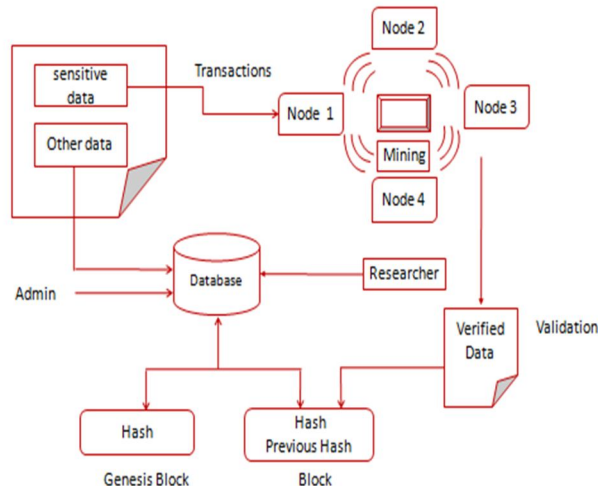 Node 2
sensitive
data
Transactions
Node 1
Node 3
Other data
Mining
Node 4
Database
Researcher
Admin
Verified
Data
Validation
Hash
Hash
Previous Hash
Genesis Block
Block